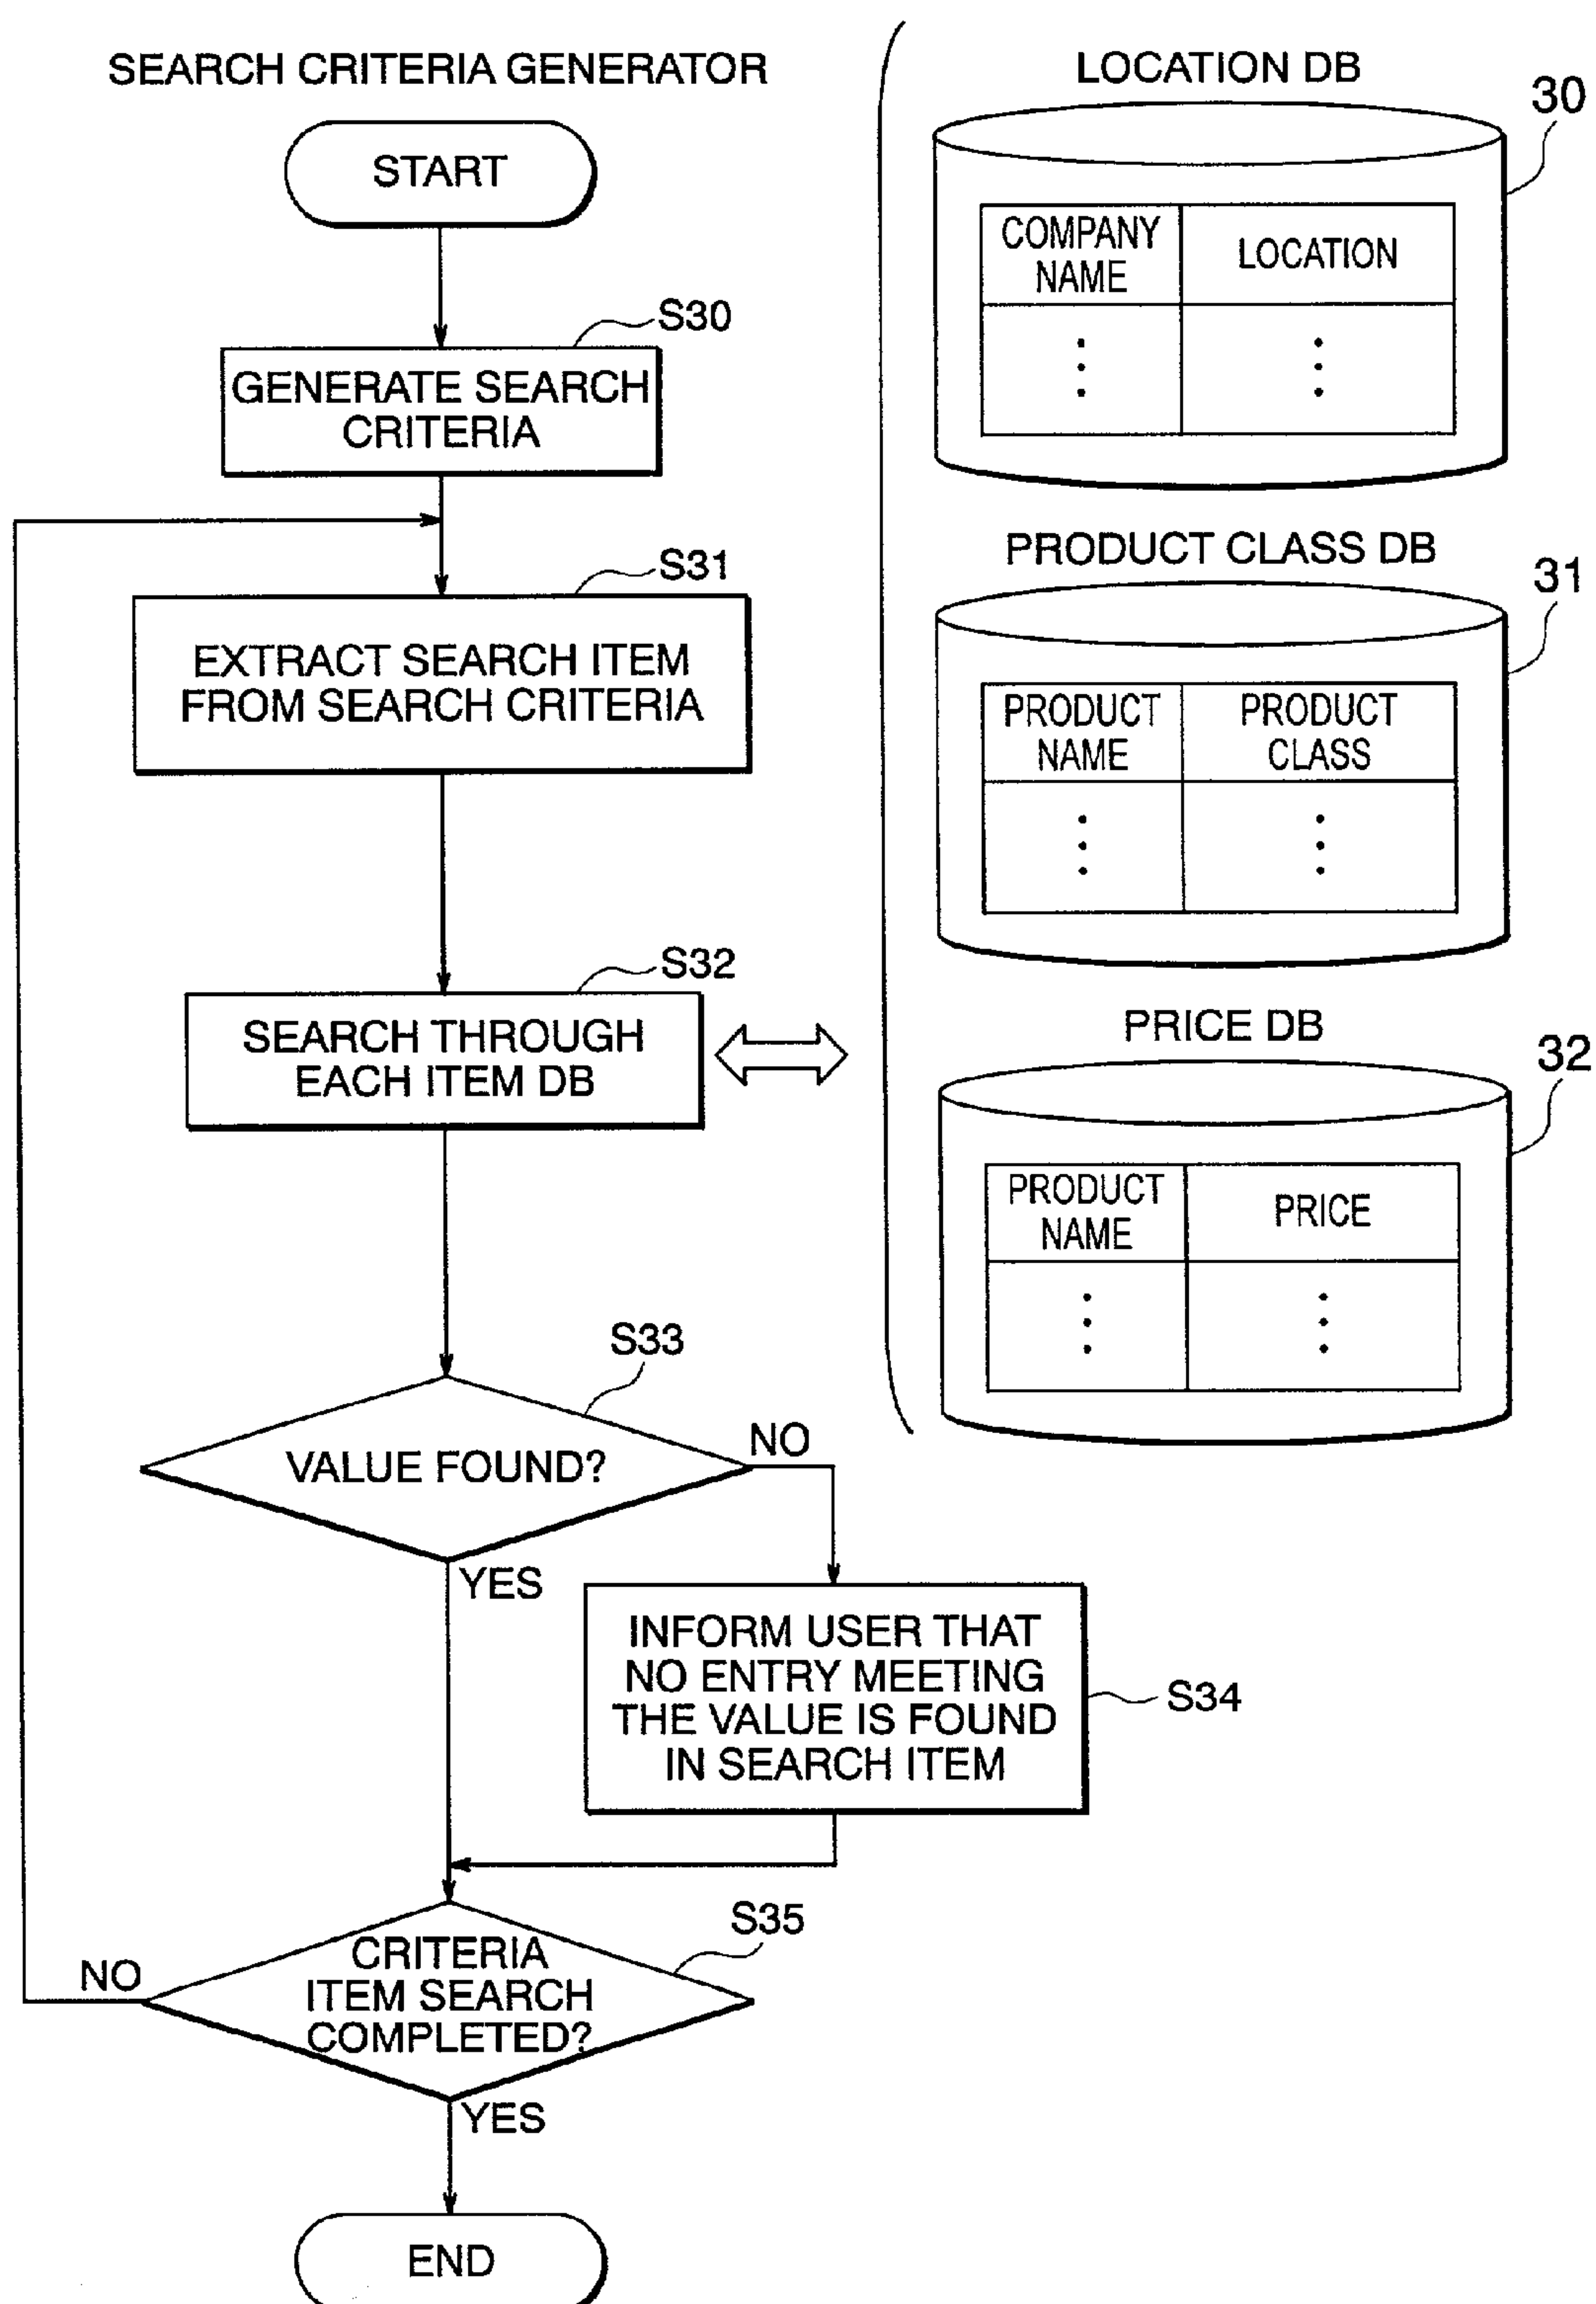 SEARCH CRITERIA GENERATOR
START
S30
GENERATE SEARCH
CRITERIA
S31
EXTRACT SEARCH ITEM
FROM SEARCH CRITERIA
S32
SEARCH THROUGH
EACH ITEM DB
S33
VALUE FOUND?
NO
YES
INFORM USER THAT
NO ENTRY MEETING
THE VALUE IS FOUND
IN SEARCH ITEM
S34
S35
CRITERIA
ITEM SEARCH
COMPLETED?
NO
YES
END
LOCATION DB
30
COMPANY
NAME
LOCATION
PRODUCT CLASS DB
31
PRODUCT
NAME
PRODUCT
CLASS
PRICE DB
32
PRODUCT
NAME
PRICE